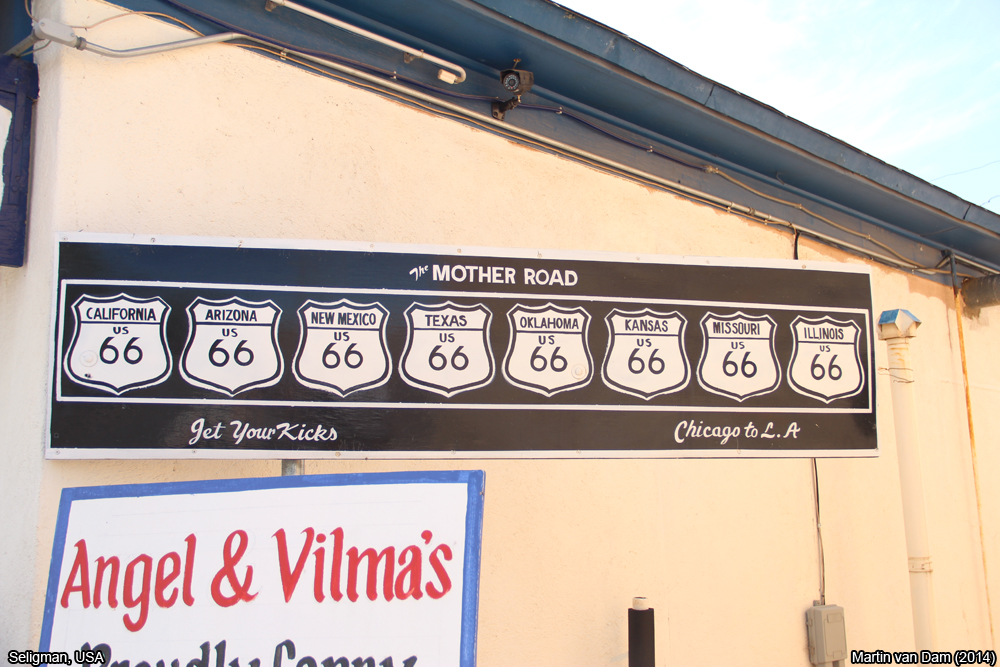 The MOTHER ROAD
CALIFORNIA
US
66
ARIZONA
US
66
NEW MEXICO
US
66
TEXAS
US
66
OKLAHOMA
US
66
KANSAS
US
66
MISSOURI
US
66
ILLINOIS
US
66
Get Your Kicks
Chicago to L.A
Angel & Vilma's
Proudly
Seligman, USA
Martin van Dam (2014)